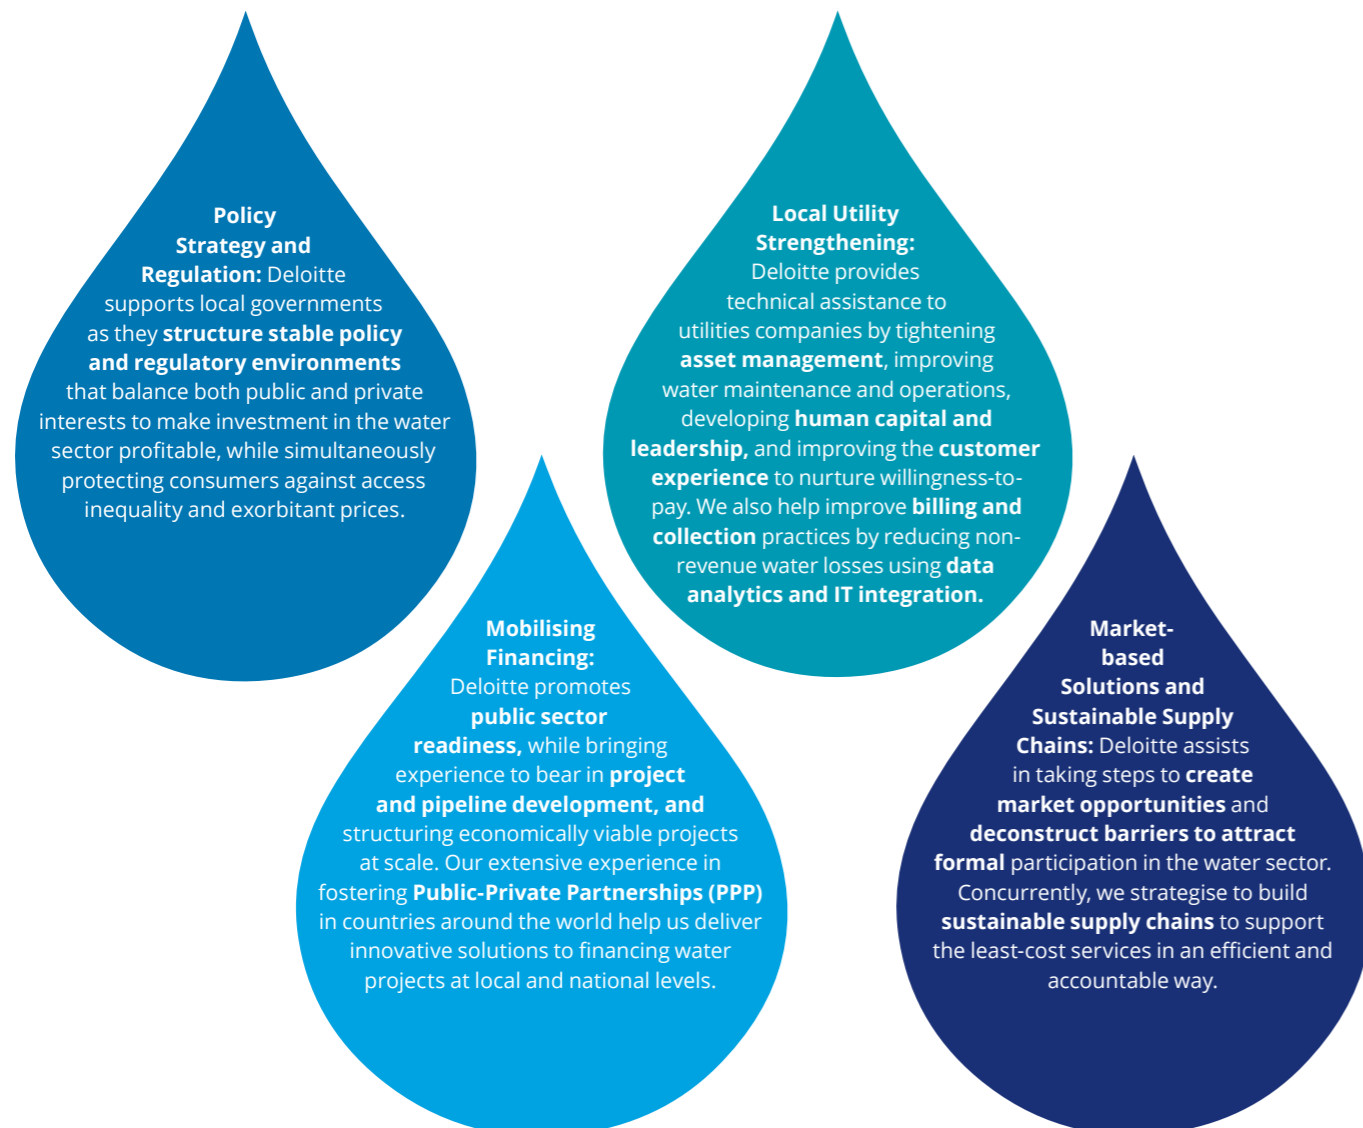 Policy
Strategy and
Regulation: Deloitte
supports local governments
as they structure stable policy
and regulatory environments
that balance both public and private
interests to make investment in the water
sector profitable, while simultaneously
protecting consumers against access
inequality and exorbitant prices.
Local Utility
Strengthening:
Deloitte provides
technical assistance to
utilities companies by tightening
asset management, improving
water maintenance and operations,
developing human capital and
leadership, and improving the customer
experience to nurture willingness-to-
pay. We also help improve billing and
collection practices by reducing non-
revenue water losses using data
analytics and IT integration.
Mobilising
Financing:
Deloitte promotes
public sector
readiness, while bringing
experience to bear in project
and pipeline development, and
structuring economically viable projects
at scale. Our extensive experience in
fostering Public-Private Partnerships (PPP)
in countries around the world help us deliver
innovative solutions to financing water
projects at local and national levels.
Market-
based
Solutions and
Sustainable Supply
Chains: Deloitte assists
in taking steps to create
market opportunities and
deconstruct barriers to attract
formal participation in the water sector.
Concurrently, we strategise to build
sustainable supply chains to support
the least-cost services in an efficient and
accountable way.